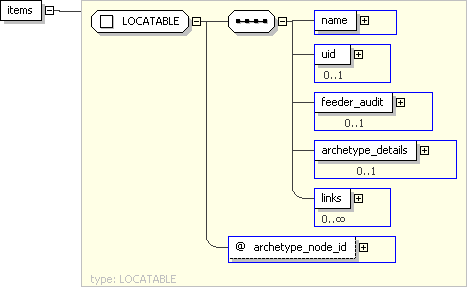 items
LOCATABLE
name
uid
0..1
feeder_audit
0..1
archetype_details
0..1
links
0..∞
@ archetype_node_id
type: LOCATABLE